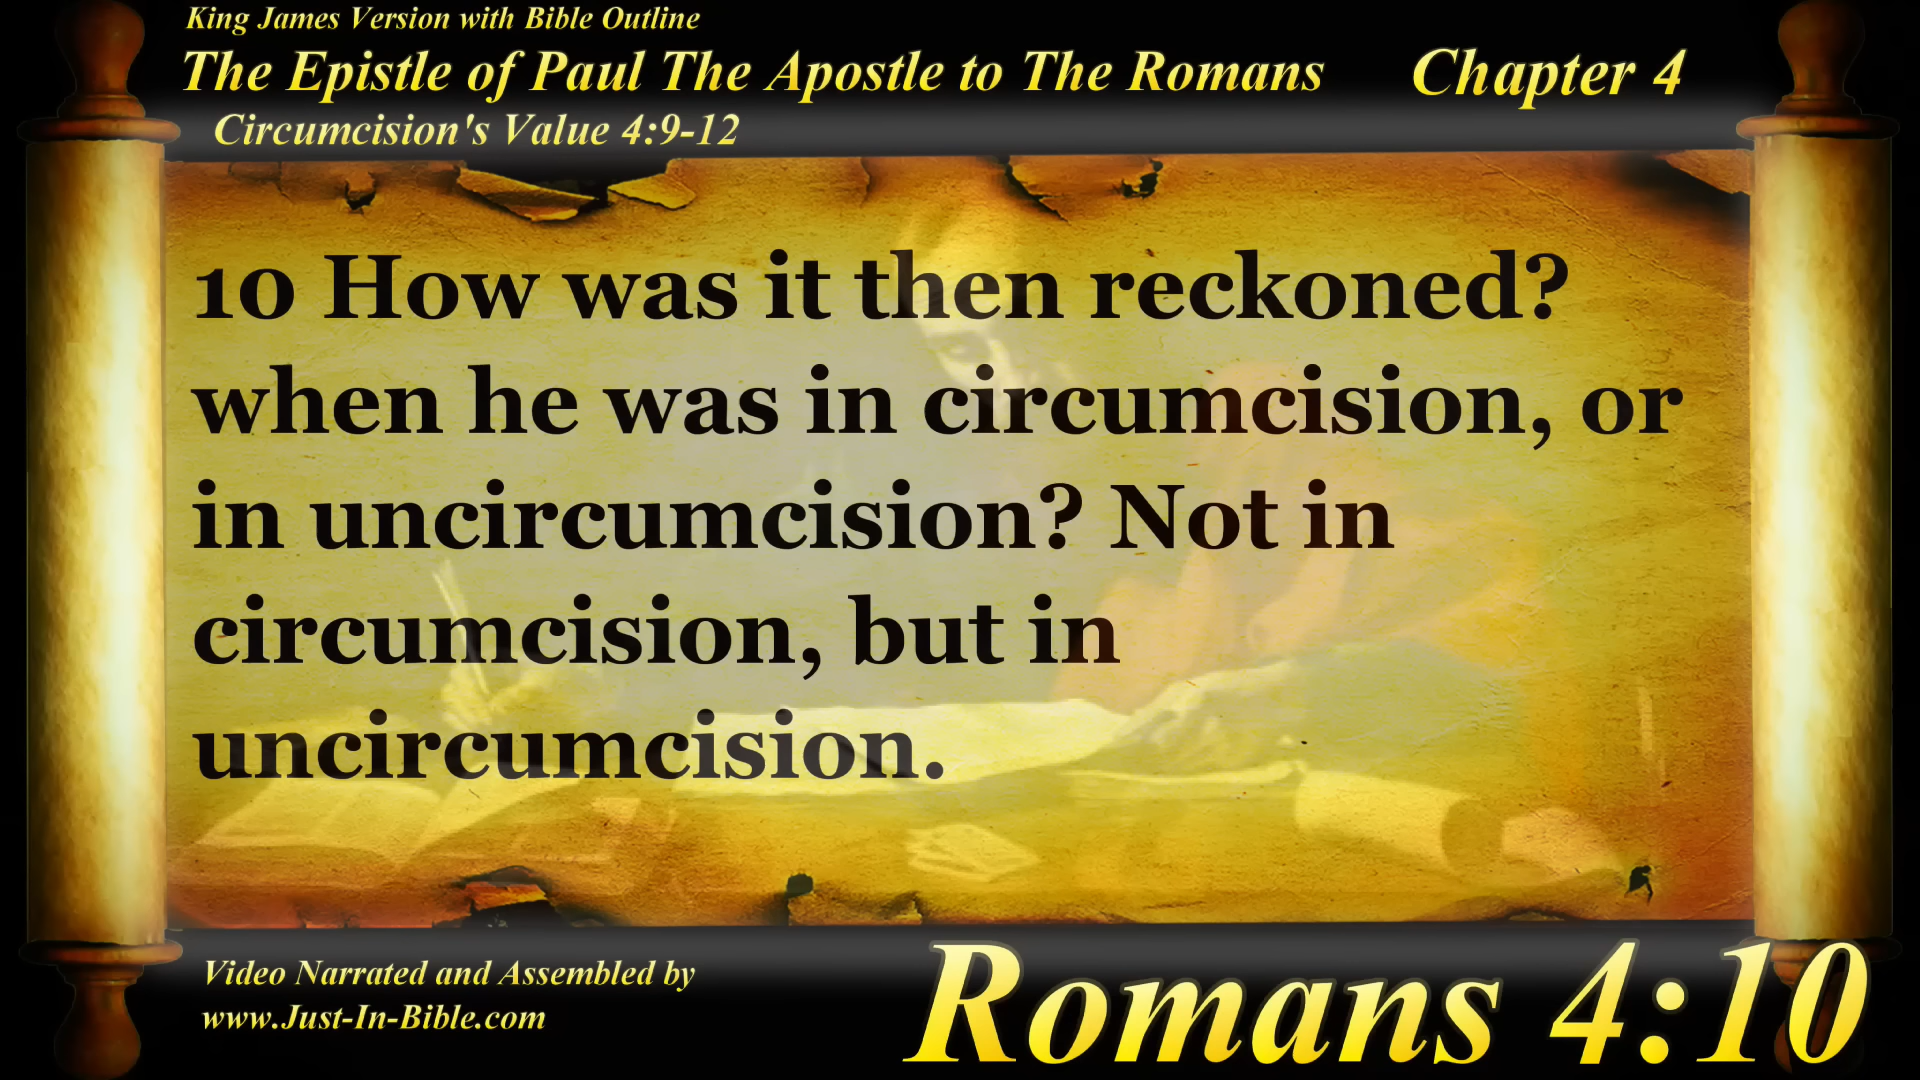 King James Version with Bible Outline
The Epistle of Paul The Apostle to The Romans Chapter 4
Circumcision's Value 4:9-12
10 How was it then reckoned?
when he was in circumcision, or
in uncircumcision? Not in
circumcision, but in
uncircumcision.
Video Narrated and Assembled by
www.Just-In-Bible.com
Romans 4:10